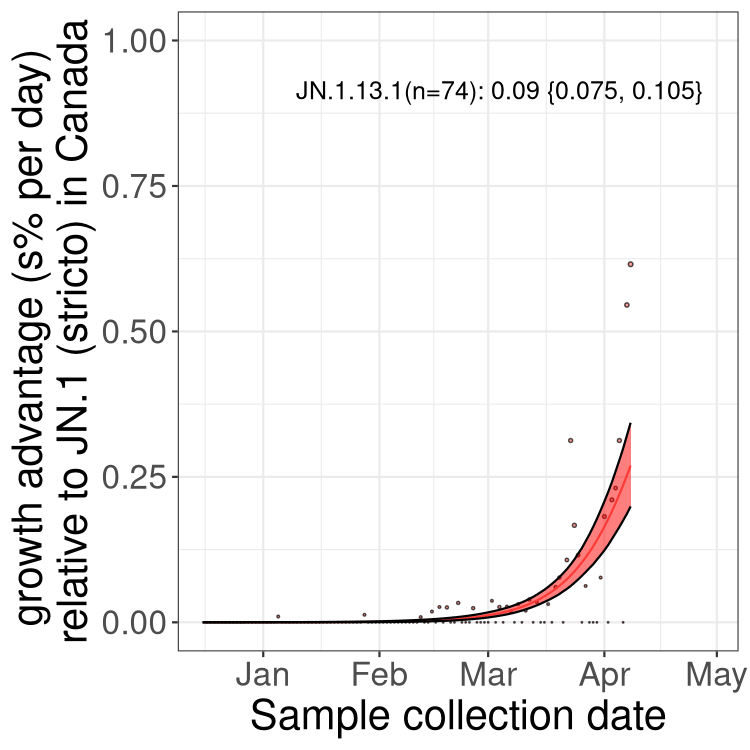 growth advantage (s% per day)
relative to JN.1 (stricto) in Canada
1.00
0.75
0.50
0.25
0.00
JN.1.13.1(n=74): 0.09 {0.075, 0.105}
Jan Feb Mar Apr May
Sample collection date